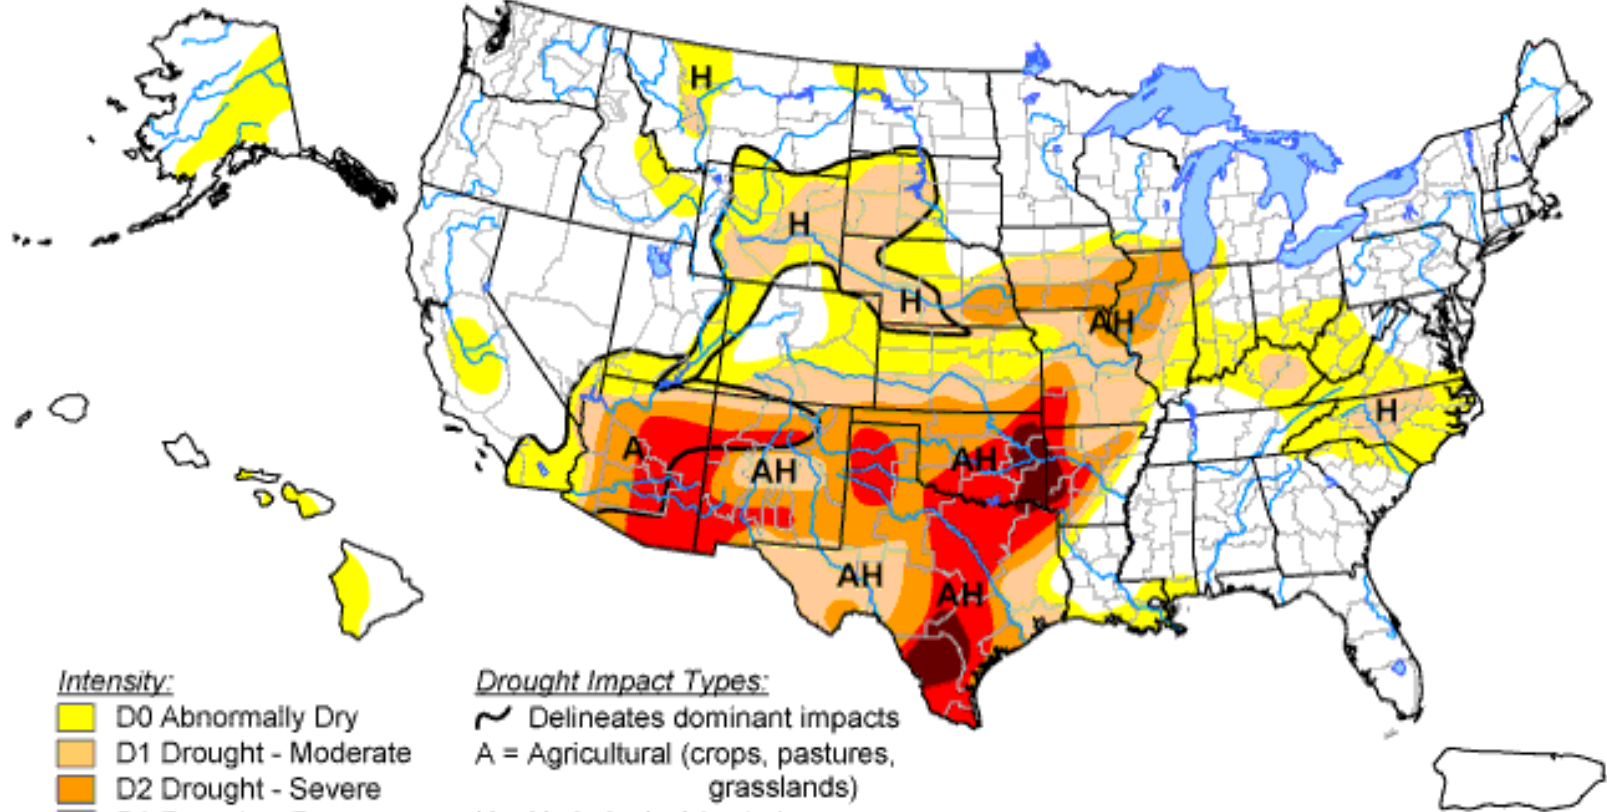 H
H
H
AH
H
A
AH
AH
AH
AH
Intensity:
D0 Abnormally Dry
D1 Drought - Moderate
D2 Drought - Severe
Drought Impact Types:
Delineates dominant impacts
A = Agricultural (crops, pastures,
grasslands)